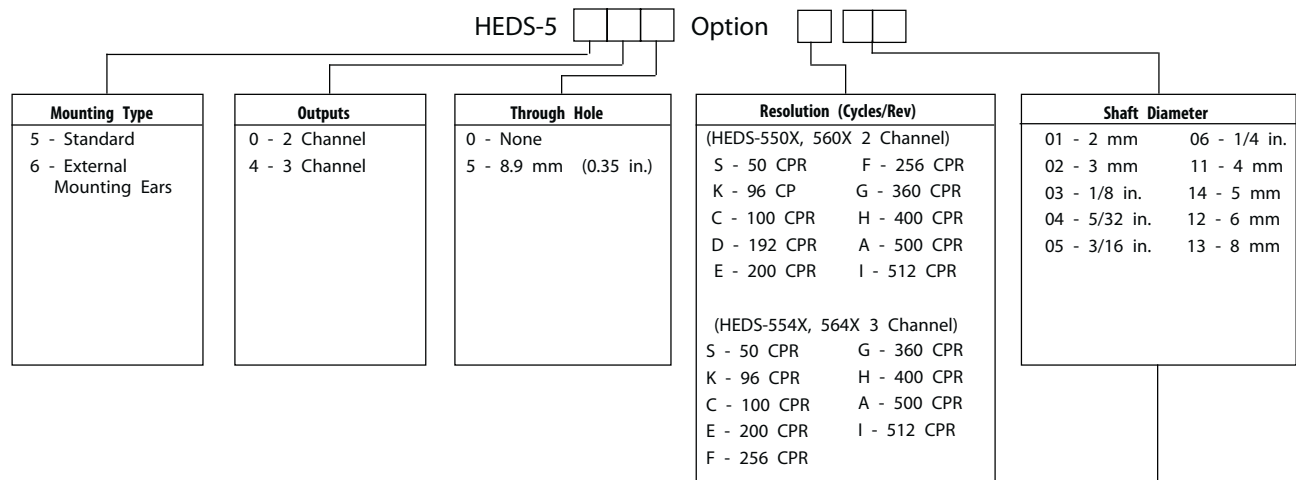 HEDS-5 Option
Mounting Type
5 - Standard
6 - External
Mounting Ears
Outputs
0 - 2 Channel
4 - 3 Channel
Through Hole
0 - None
5 - 8.9 mm (0.35 in.)
Resolution (Cycles/Rev)
(HEDS-550X, 560X 2 Channel)
S - 50 CPR F - 256 CPR
K - 96 CP G - 360 CPR
C - 100 CPR H - 400 CPR
D - 192 CPR A - 500 CPR
E - 200 CPR I - 512 CPR
(HEDS-554X, 564X 3 Channel)
S - 50 CPR G - 360 CPR
K - 96 CPR H - 400 CPR
C - 100 CPR A - 500 CPR
E - 200 CPR I - 512 CPR
F - 256 CPR
Shaft Diameter
01 - 2 mm 06 - 1/4 in.
02 - 3 mm 11 - 4 mm
03 - 1/8 in. 14 - 5 mm
04 - 5/32 in. 12 - 6 mm
05 - 3/16 in. 13 - 8 mm